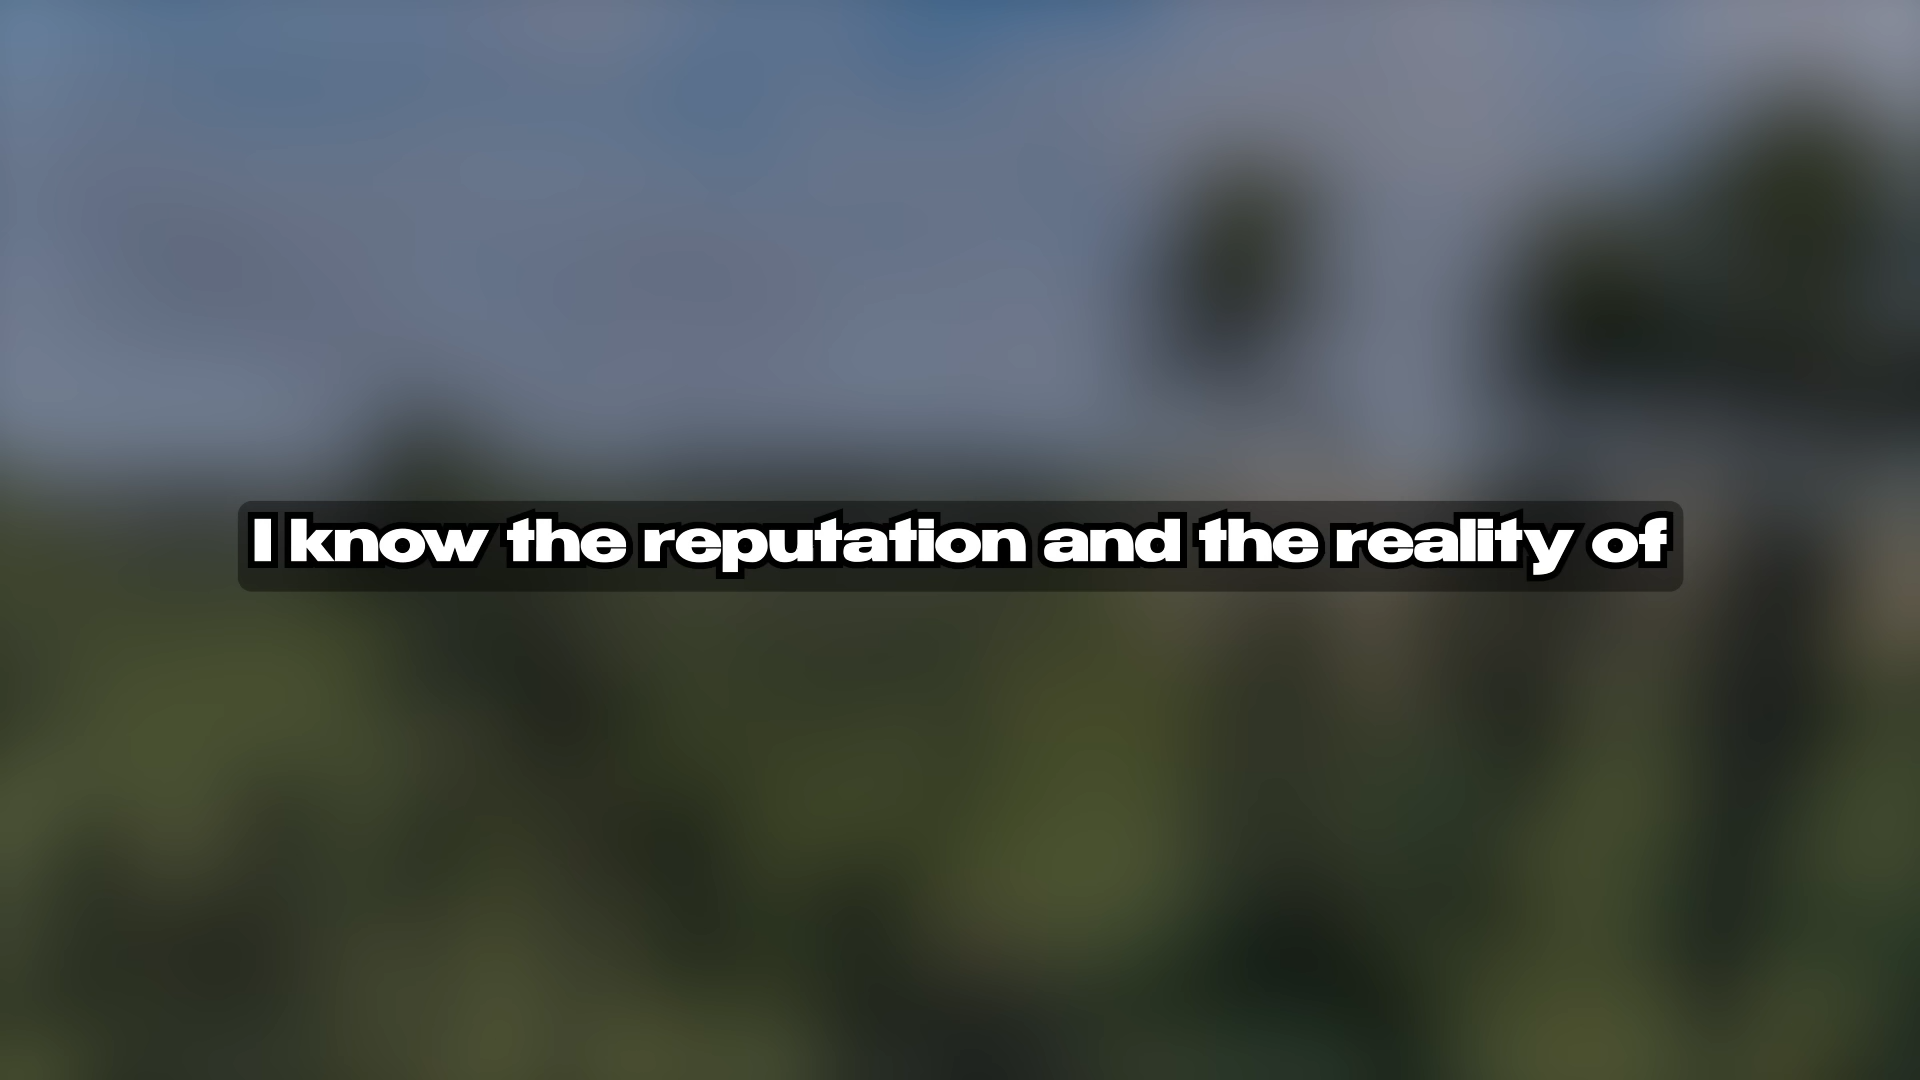 I know the reputation and the reality of